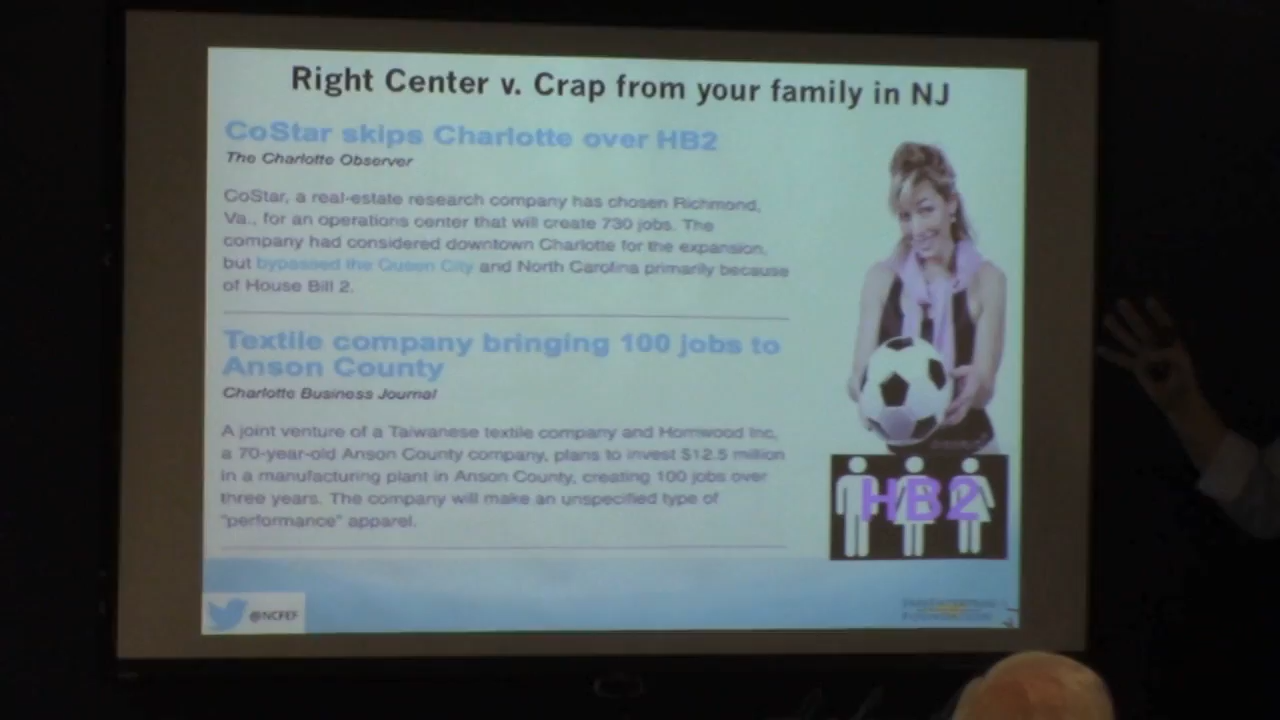 Right Center v. Crap from your family in NJ
CoStar skips Charlotte over HB2
The Charlotte Observer
CoStar, a real-estate research company has chosen Richmond,
Va., for an operations center that will create 730 jobs. The
company had considered downtown Charlotte for the expansion,
but bypassed the Queen City and North Carolina primarily because
of House Bill 2.
Textile company bringing 100 jobs to
Anson County
Charlotte Business Journal
A joint venture of a Taiwanese textile company and Hornwood Inc,
a 70-year-old Anson County company, plans to invest $12.5 million
in a manufacturing plant in Anson County, creating 100 jobs over
three years. The company will make an unspecified type of
"performance" apparel.
HB2
@NCFEF